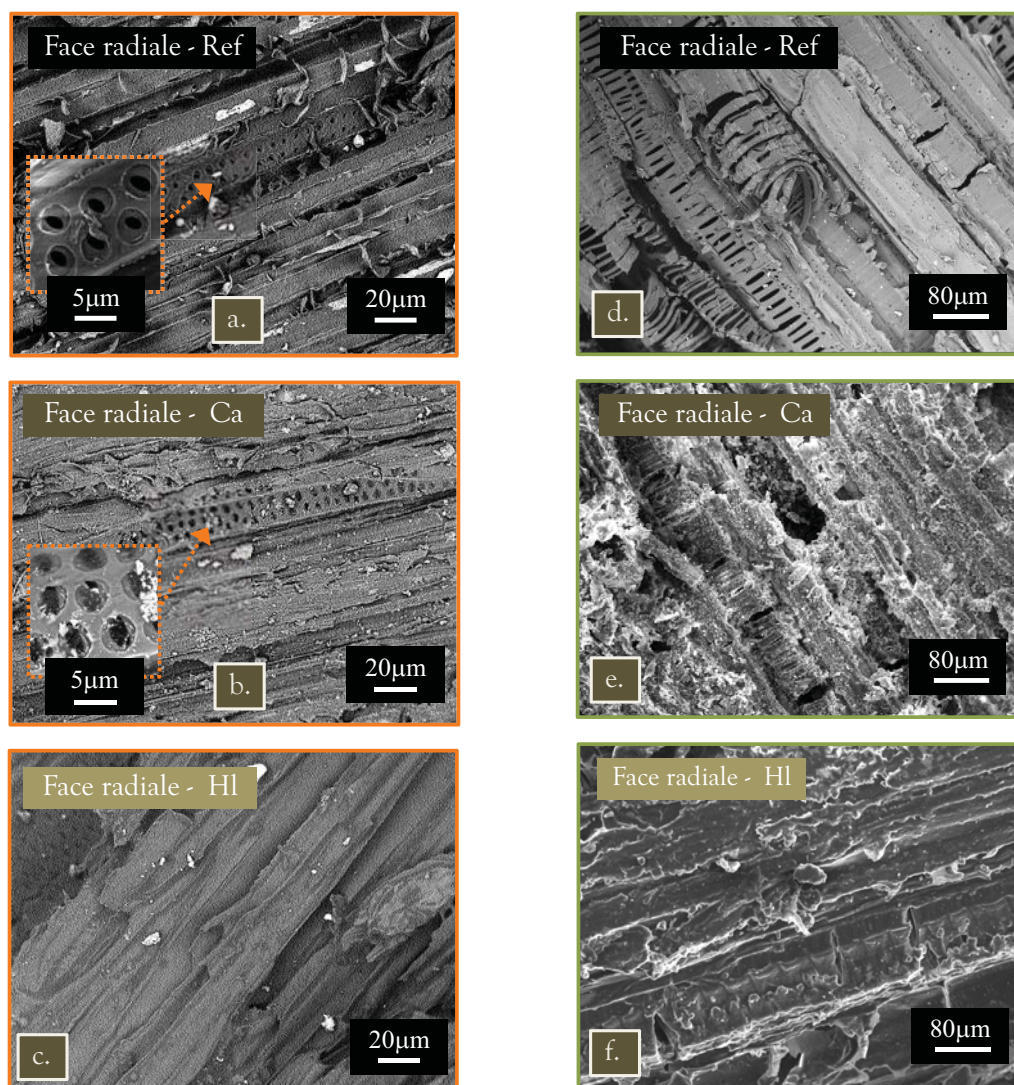 Face radiale - Ref
5µm
a.
20µm
Face radiale - Ref
d.
80µm
Face radiale - Ca
5µm
b.
20µm
Face radiale - Ca
e.
80µm
Face radiale - Hl
c.
20µm
Face radiale - Hl
f.
80µm